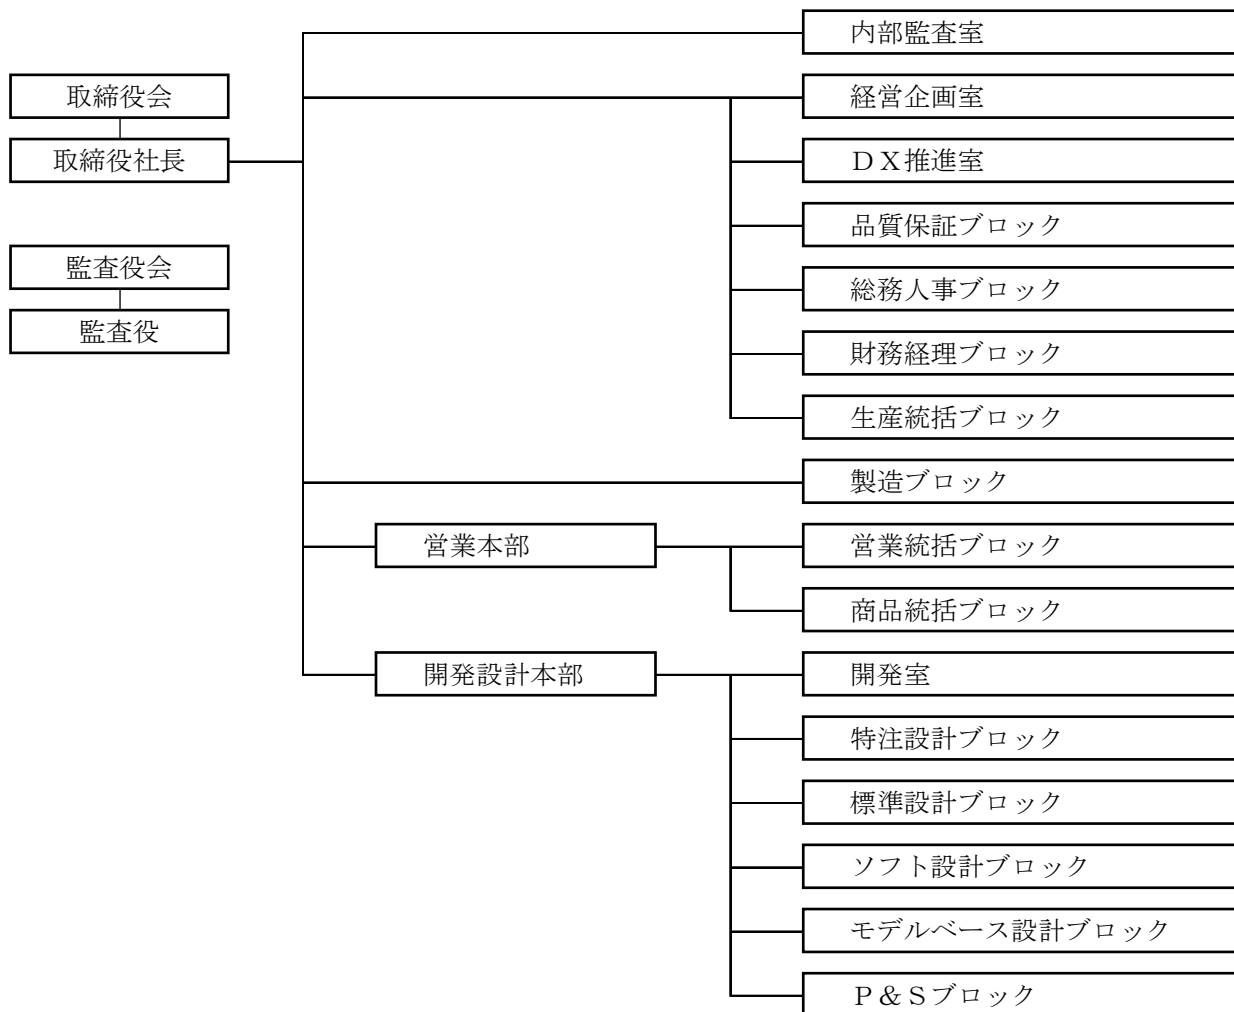 内部監査室
取締役会
経営企画室
取締役社長
ＤＸ推進室
品質保証ブロック
監査役会
総務人事ブロック
監査役
財務経理ブロック
生産統括ブロック
製造ブロック
営業本部
営業統括ブロック
商品統括ブロック
開発設計本部
開発室
特注設計ブロック
標準設計ブロック
ソフト設計ブロック
モデルベース設計ブロック
Ｐ＆Ｓブロック